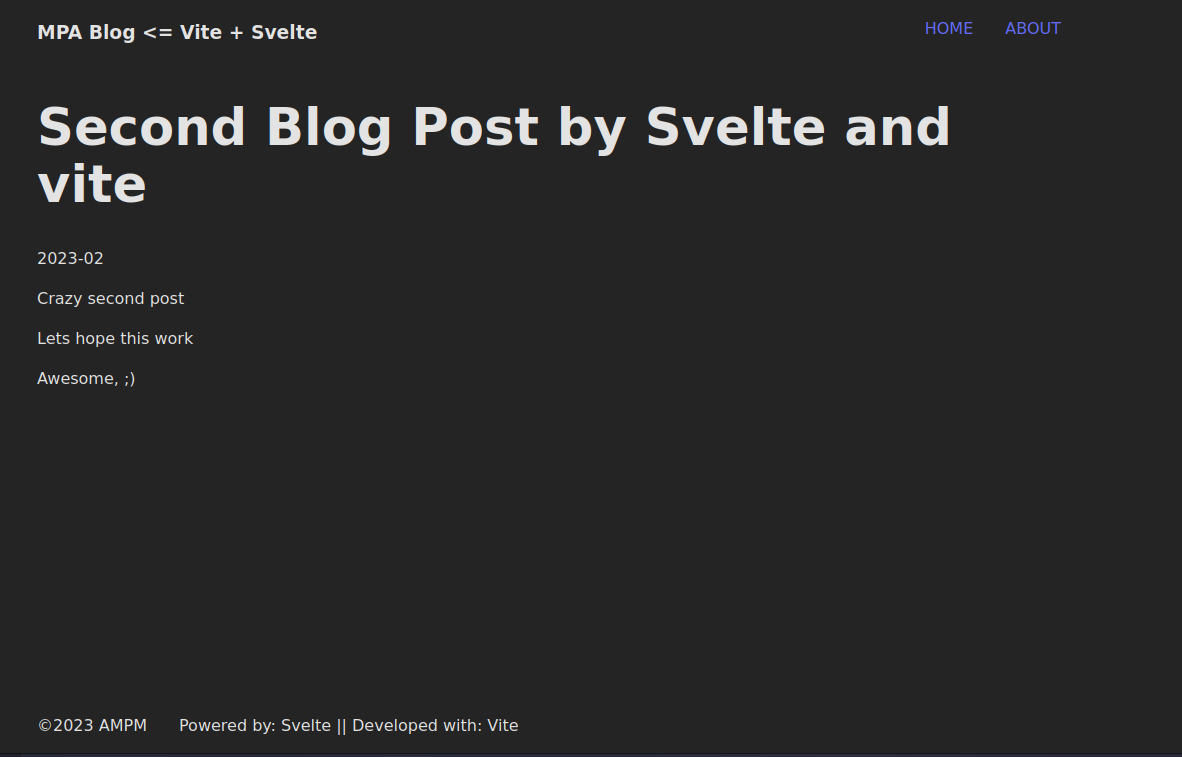 MPA Blog <= Vite + Svelte
HOME ABOUT
Second Blog Post by Svelte and
vite
2023-02
Crazy second post
Lets hope this work
Awesome, ;)
©2023 AMPM Powered by: Svelte || Developed with: Vite